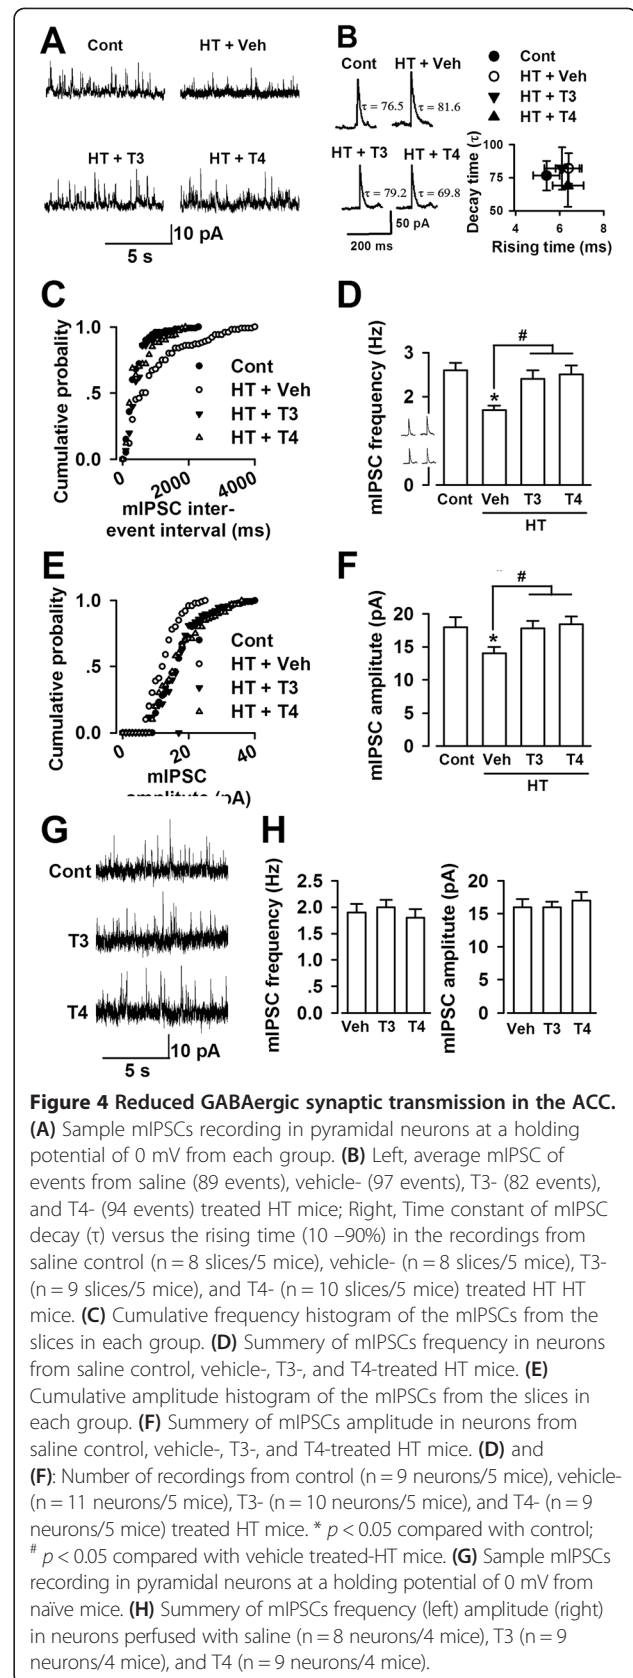 A
Cont
HT + Veh
HT + T3
HT + T4
10 pA
5 s
B
Cont
HT + Veh
τ = 76.5
τ = 81.6
HT + T3
HT + T4
τ = 79.2
τ = 69.8
50 pA
200 ms
Cont
HT + Veh
HT + T3
HT + T4
Decay time (τ)
100
75
50
4
6
8
Rising time (ms)
C
Cumulative probality
1.0
.5
0.0
0
2000
4000
mIPSC inter-
event interval (ms)
Cont
HT + Veh
HT + T3
HT + T4
D
mIPSC frequency (Hz)
3
2
2
0
#
*
Cont
Veh
T3
T4
HT
E
Cumulative probality
1.0
.5
0.0
0
20
40
mIPSC
amplitute (pA)
Cont
HT + Veh
HT + T3
HT + T4
F
mIPSC amplitude (pA)
20
15
10
5
0
#
*
Cont
Veh
T3
T4
HT
G
Cont
T3
T4
10 pA
5 s
H
mIPSC frequency (Hz)
2.5
2.0
1.5
1.0
.5
0.0
Veh
T3
T4
mIPSC amplitude (pA)
20
15
10
5
0
Veh
T3
T4
Figure 4 Reduced GABAergic synaptic transmission in the ACC.
(A) Sample mIPSCs recording in pyramidal neurons at a holding
potential of 0 mV from each group. (B) Left, average mIPSC of
events from saline (89 events), vehicle- (97 events), T3- (82 events),
and T4- (94 events) treated HT mice; Right, Time constant of mIPSC
decay (τ) versus the rising time (10 –90%) in the recordings from
saline control (n = 8 slices/5 mice), vehicle- (n = 8 slices/5 mice), T3-
(n = 9 slices/5 mice), and T4- (n = 10 slices/5 mice) treated HT HT
mice. (C) Cumulative frequency histogram of the mIPSCs from the
slices in each group. (D) Summery of mIPSCs frequency in neurons
from saline control, vehicle-, T3-, and T4-treated HT mice. (E)
Cumulative amplitude histogram of the mIPSCs from the slices in
each group. (F) Summery of mIPSCs amplitude in neurons from
saline control, vehicle-, T3-, and T4-treated HT mice. (D) and
(F): Number of recordings from control (n = 9 neurons/5 mice), vehicle-
(n = 11 neurons/5 mice), T3- (n = 10 neurons/5 mice), and T4- (n = 9
neurons/5 mice) treated HT mice. * p < 0.05 compared with control;
# p < 0.05 compared with vehicle treated-HT mice. (G) Sample mIPSCs
recording in pyramidal neurons at a holding potential of 0 mV from
naïve mice. (H) Summery of mIPSCs frequency (left) amplitude (right)
in neurons perfused with saline (n = 8 neurons/4 mice), T3 (n = 9
neurons/4 mice), and T4 (n = 9 neurons/4 mice).